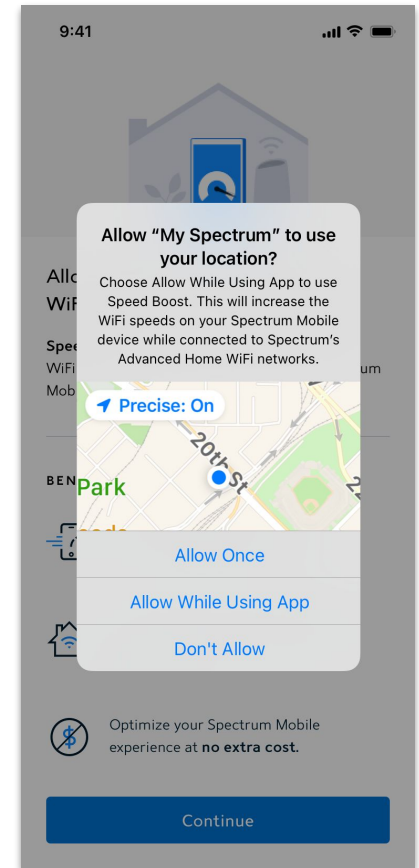 9:41
Allow “My Spectrum” to use
your location?
Choose Allow While Using App to use
Speed Boost. This will increase the
WiFi speeds on your Spectrum Mobile
device while connected to Spectrum’s
Advanced Home WiFi networks.
Precise: On
20th St
Park
Allow Once
Allow While Using App
Don't Allow
Optimize your Spectrum Mobile
experience at no extra cost.
Continue